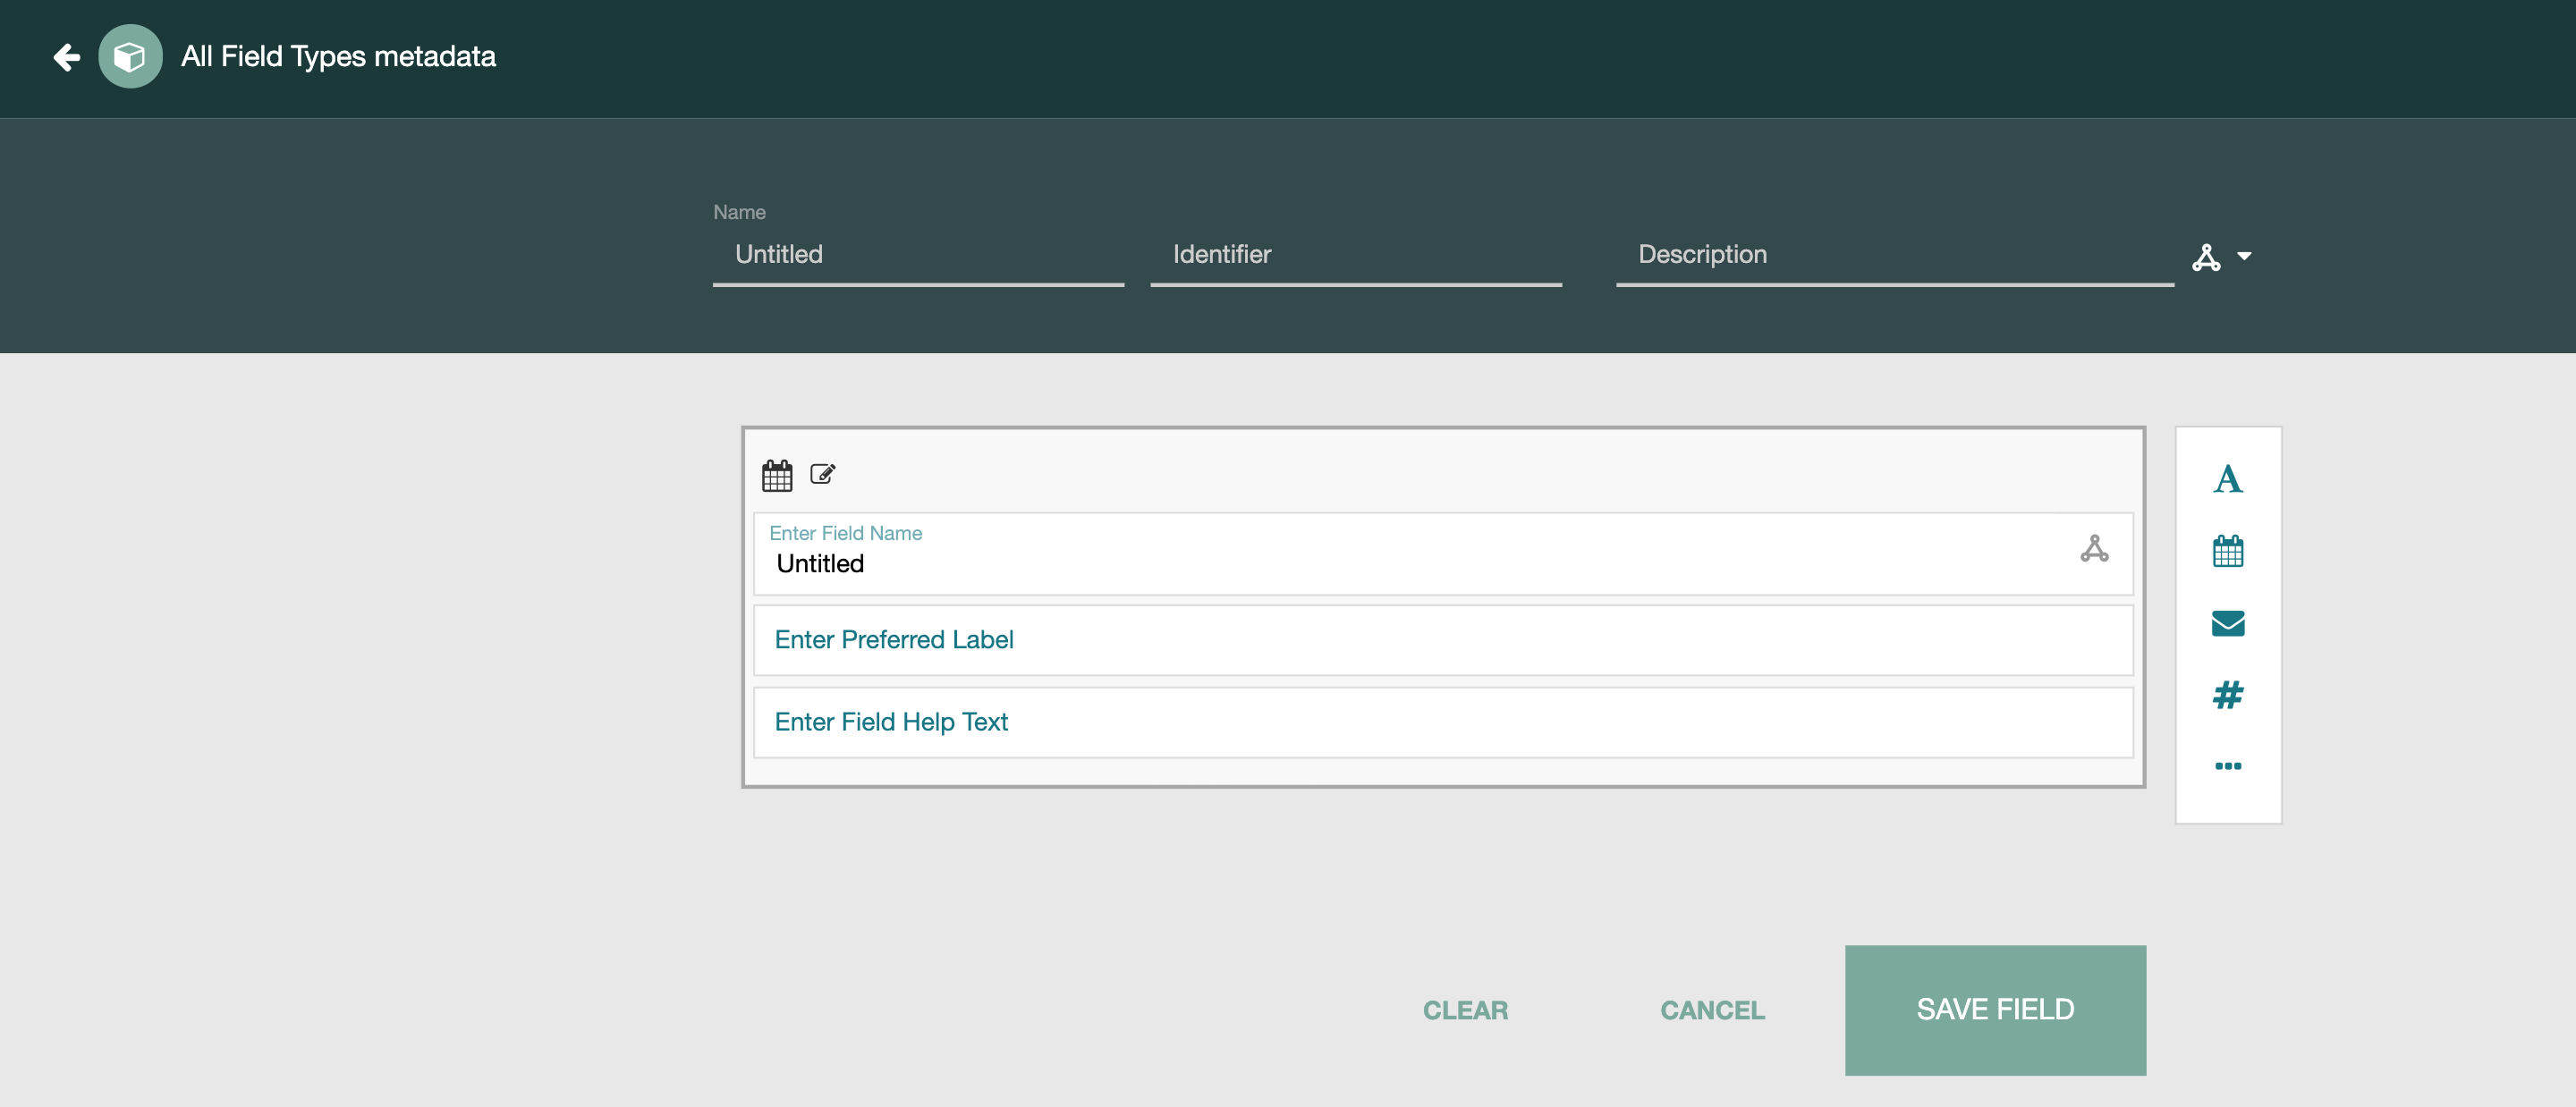 All Field Types metadata
Name
Untitled
Identifier
Description
Enter Field Name
Untitled
Enter Preferred Label
Enter Field Help Text
CLEAR
CANCEL
SAVE FIELD